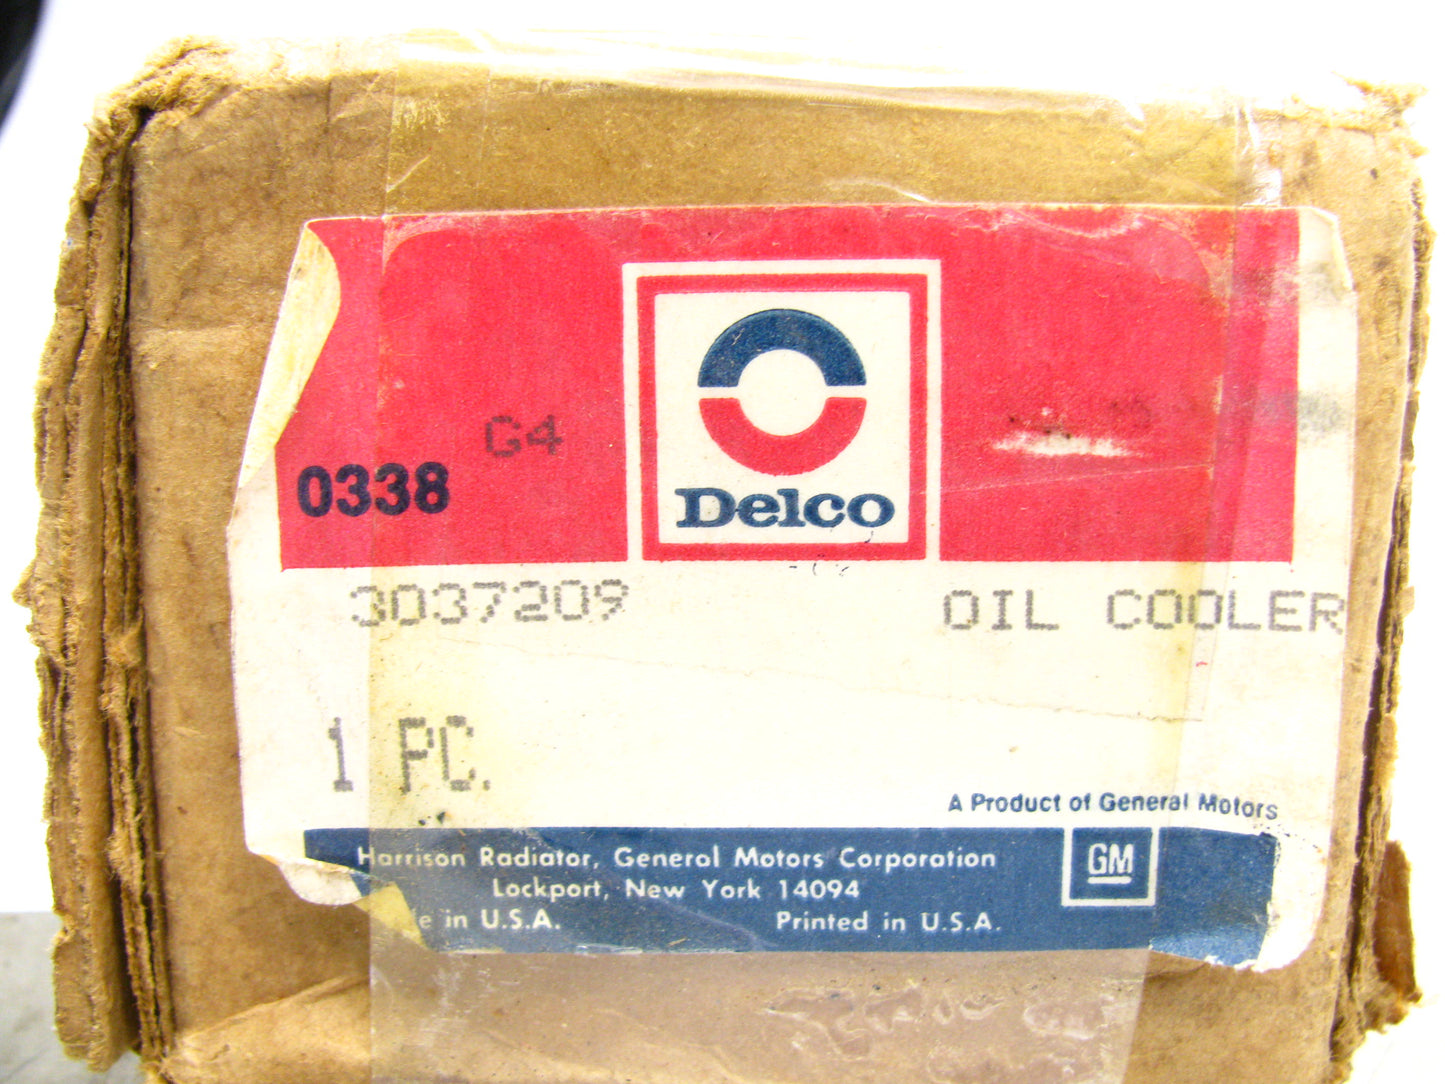 G4
0338
Delco
3037209 OIL COOLER
1 PC.
A Product of General Motors
Harrison Radiator, General Motors Corporation
Lockport, New York 14094
e in U.S.A. Printed in U.S.A.
GM